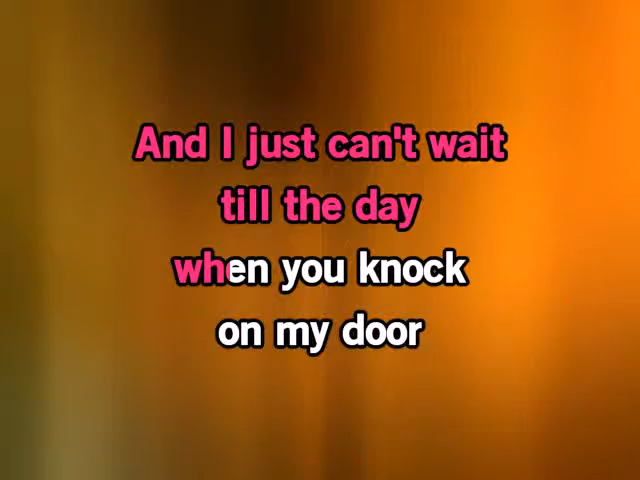 And I just can't wait
till the day
when you knock
on my door